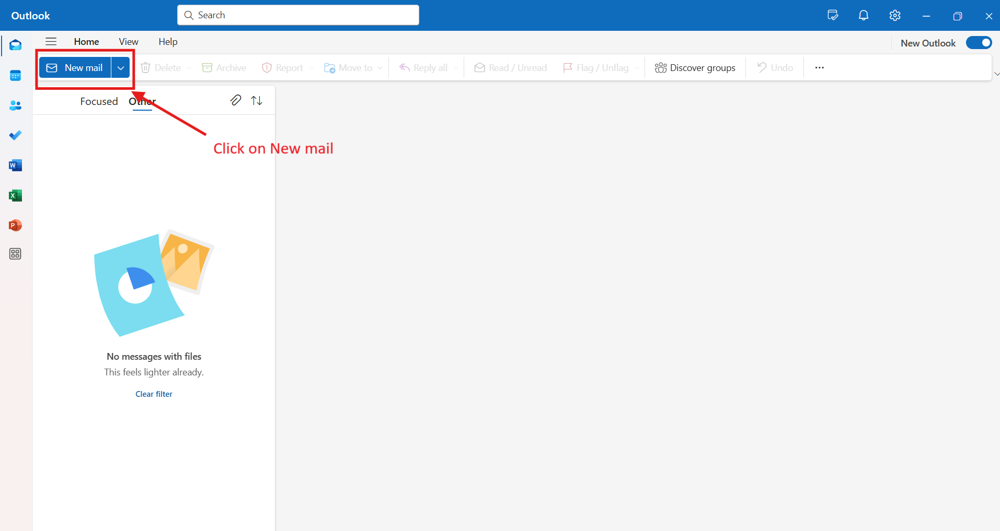 Outlook
Search
Home View Help
New Outlook
New mail Delete Archive Report Move to Reply all Read / Unread Flag / Unflag Discover groups Undo ...
Focused Other
Click on New mail
W
X
P
No messages with files
This feels lighter already.
Clear filter